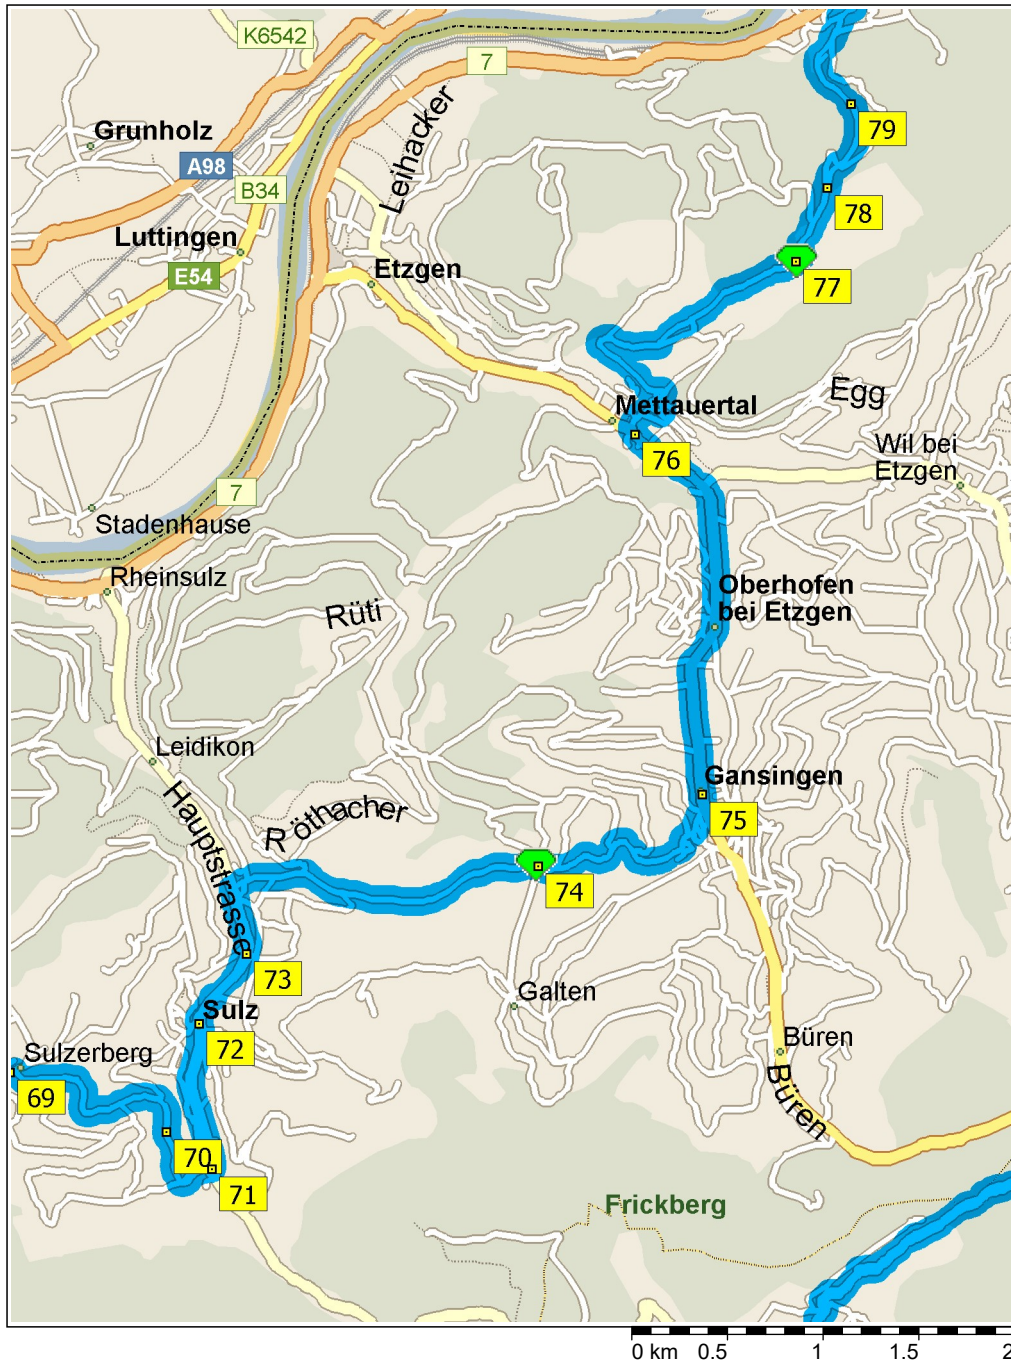 K6542
7
Leihacker
Grunholz
A98
B34
79
78
Luttingen
E54
Etzgen
77
Egg
Mettauertal
76
Wil bei
Etzgen
7
Stadenhause
Rheinsulz
Oberhofen
bei Etzgen
Rüti
Leidikon
Gansingen
Hauptstrasse
Röthacher
75
74
73
Galten
Sulz
72
Büren
Sulzerberg
69
Büren
70
71
Frickberg
0 km 0.5 1 1.5 2